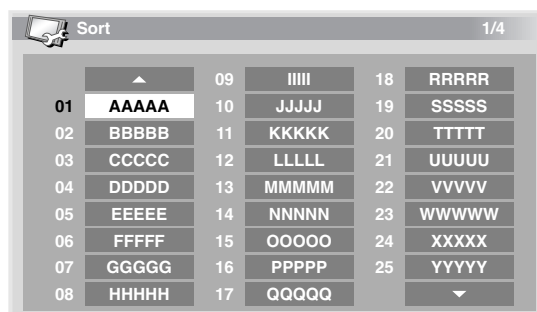 Sort 1/4
09 IIIII 18 RRRRR
01 AAAAA 10 JJJJJ 19 SSSSS
02 BBBBB 11 KKKKK 20 TTTTT
03 CCCCC 12 LLLLL 21 UUUUU
04 DDDDD 13 MMMMM 22 VVVVV
05 EEEEE 14 NNNNN 23 WWWWW
06 FFFFF 15 OOOOO 24 XXXXX
07 GGGGG 16 PPPPP 25 YYYYY
08 HHHHH 17 QQQQQ